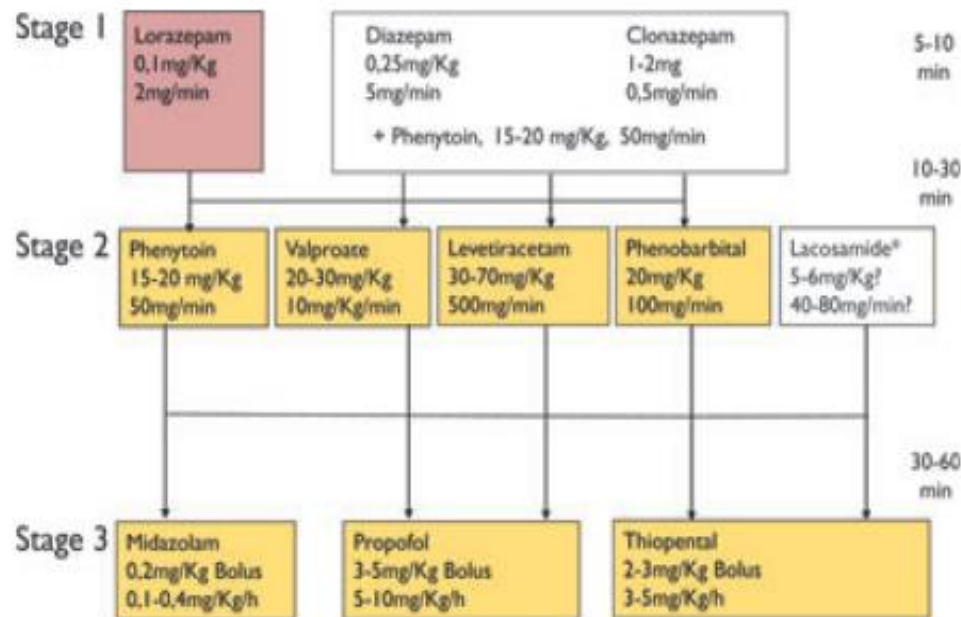 Stage 1
Lorazepam
0,1mg/Kg
2mg/min
Diazepam
0,25mg/Kg
5mg/min
Clonazepam
1-2mg
0,5mg/min
+ Phenytoin, 15-20 mg/Kg, 50mg/min
5-10
min
10-30
min
Stage 2
Phenytoin
15-20 mg/Kg
50mg/min
Valproate
20-30mg/Kg
10mg/Kg/min
Levetiracetam
30-70mg/Kg
500mg/min
Phenobarbital
20mg/Kg
100mg/min
Lacosamide*
5-6mg/Kg?
40-80mg/min?
30-60
min
Stage 3
Midazolam
0,2mg/Kg Bolus
0,1-0,4mg/Kg/h
Propofol
3-5mg/Kg Bolus
5-10mg/Kg/h
Thiopental
2-3mg/Kg Bolus
3-5mg/Kg/h